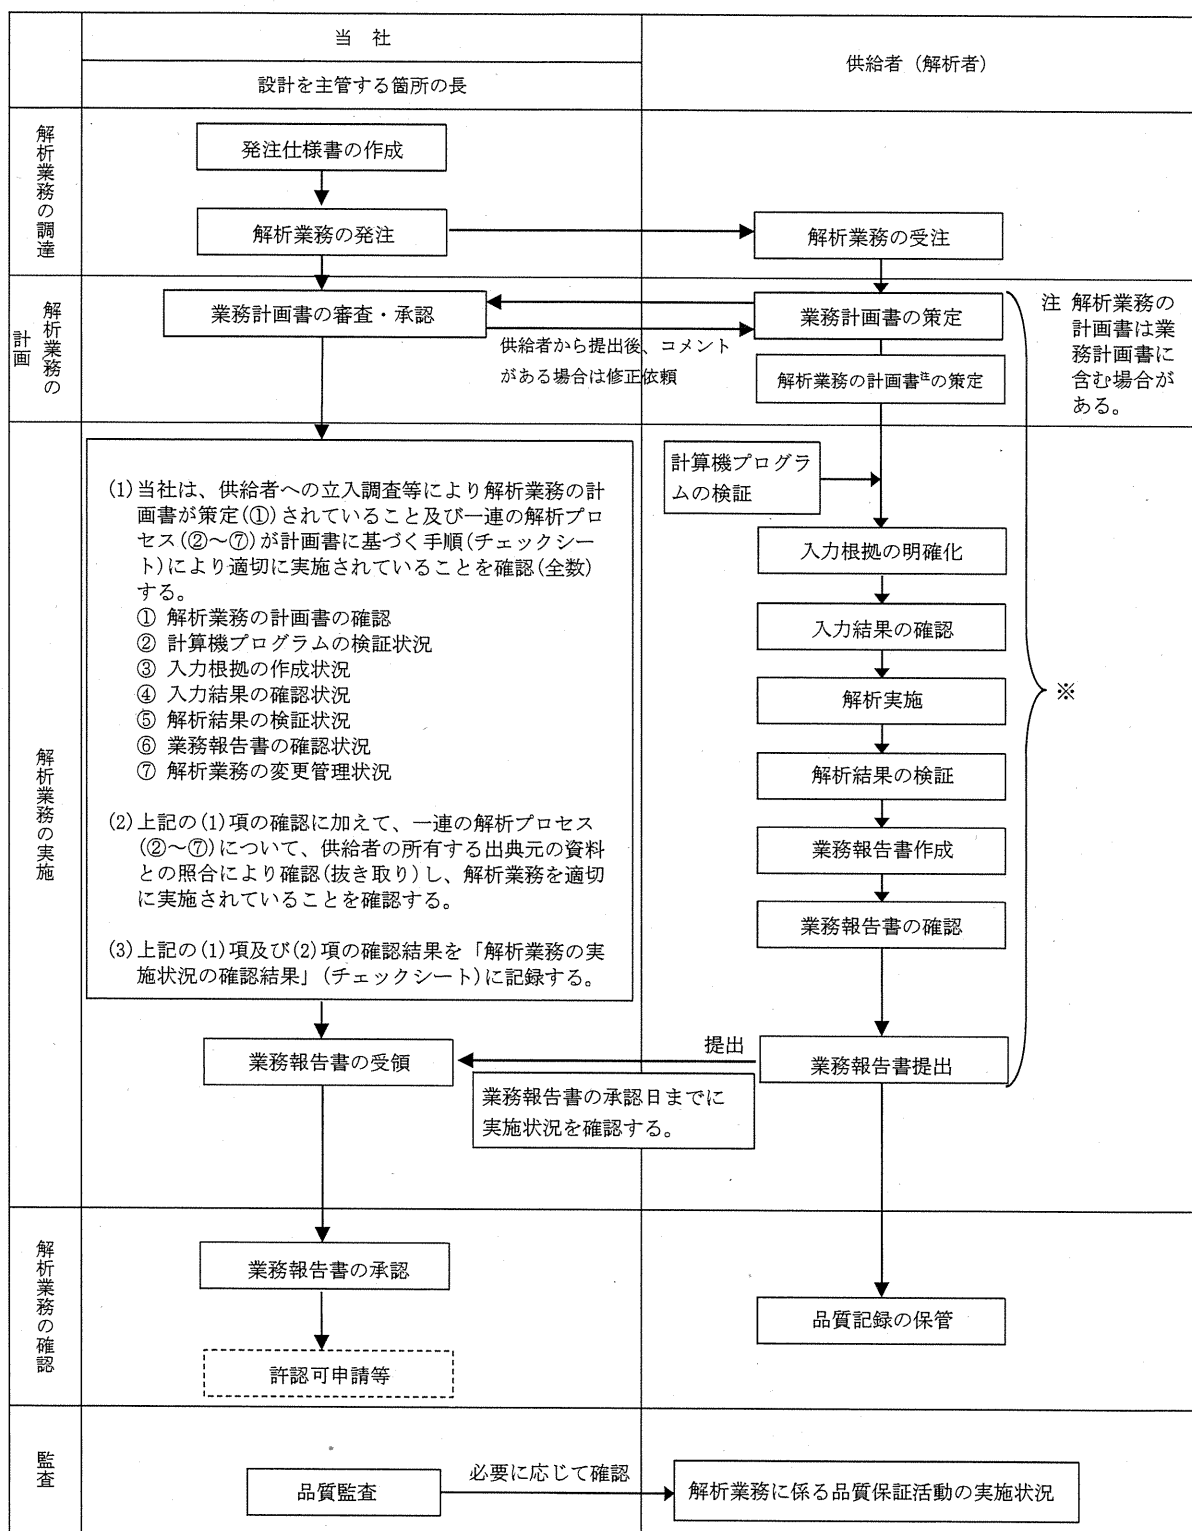 当 社
供給者（解析者）
設計を主管する箇所の長
解析業務の調達
発注仕様書の作成
解析業務の発注
解析業務の受注
解析業務の
計画
業務計画書の審査・承認
業務計画書の策定
供給者から提出後、コメント
がある場合は修正依頼
解析業務の計画書注の策定
注 解析業務の
計画書は業
務計画書に
含む場合が
ある。
解析業務の実施
(1)当社は、供給者への立入調査等により解析業務の計
画書が策定(①)されていること及び一連の解析プロ
セス(②～⑦)が計画書に基づく手順(チェックシー
ト)により適切に実施されていることを確認(全数)
する。
① 解析業務の計画書の確認
② 計算機プログラムの検証状況
③ 入力根拠の作成状況
④ 入力結果の確認状況
⑤ 解析結果の検証状況
⑥ 業務報告書の確認状況
⑦ 解析業務の変更管理状況
(2)上記の(1)項の確認に加えて、一連の解析プロセス
(②～⑦)について、供給者の所有する出典元の資料
との照合により確認(抜き取り)し、解析業務を適切
に実施されていることを確認する。
(3)上記の(1)項及び(2)項の確認結果を「解析業務の実
施状況の確認結果」(チェックシート)に記録する。
計算機プログラ
ムの検証
入力根拠の明確化
入力結果の確認
解析実施
解析結果の検証
業務報告書作成
業務報告書の確認
※
業務報告書の受領
提出
業務報告書提出
業務報告書の承認日までに
実施状況を確認する。
解析業務の確認
業務報告書の承認
許認可申請等
品質記録の保管
監査
品質監査
必要に応じて確認
解析業務に係る品質保証活動の実施状況